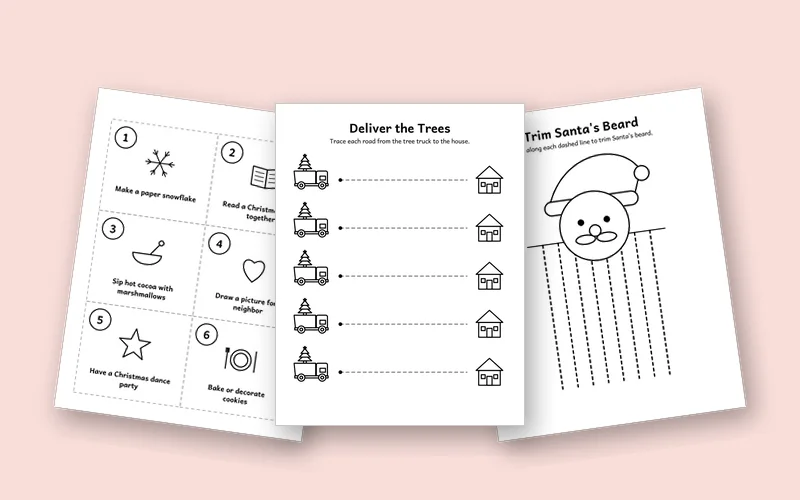 1
Make a paper snowflake
2
Read a Christm
together
3
Sip hot cocoa with
marshmallows
4
Draw a picture for
neighbor
5
Have a Christmas dance
party
6
Bake or decorate
cookies
Deliver the Trees
Trace each road from the tree truck to the house.
Trim Santa's Beard
along each dashed line to trim Santa's beard.